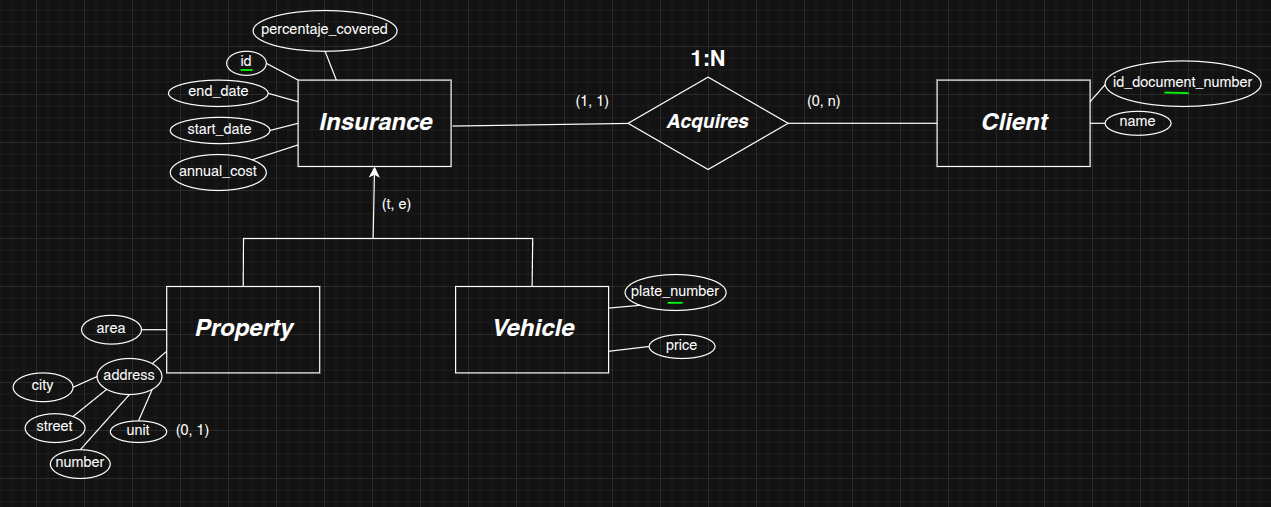 percentaje_covered
id
end_date
start_date
annual_cost
Insurance
(1, 1)
1:N
Acquires
(0, n)
Client
id_document_number
name
(t, e)
Property
area
address
city
street
number
unit
(0, 1)
Vehicle
plate_number
price